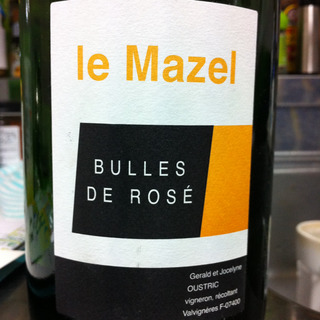 le Mazel
BULLES
DE ROSÉ
Gerald et Jocelyne
OUSTRIC
vigneron, récoltant
Valvignères F-07400